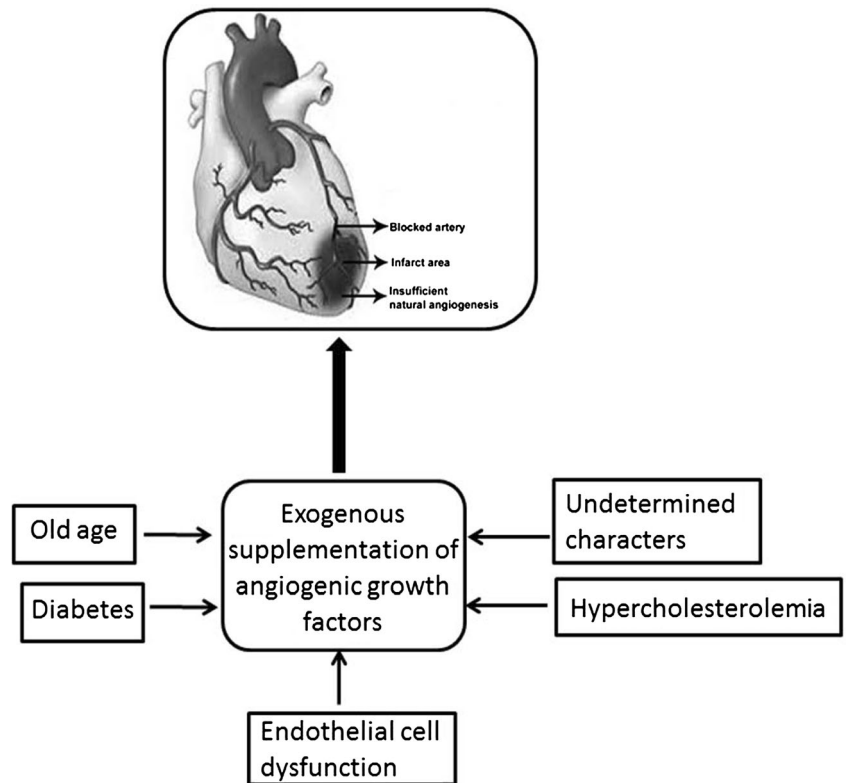 Blocked artery
Infarct area
Insufficient
natural angiogenesis
Exogenous
supplementation of
angiogenic growth
factors
Old age
Diabetes
Undetermined
characters
Hypercholesterolemia
Endothelial cell
dysfunction